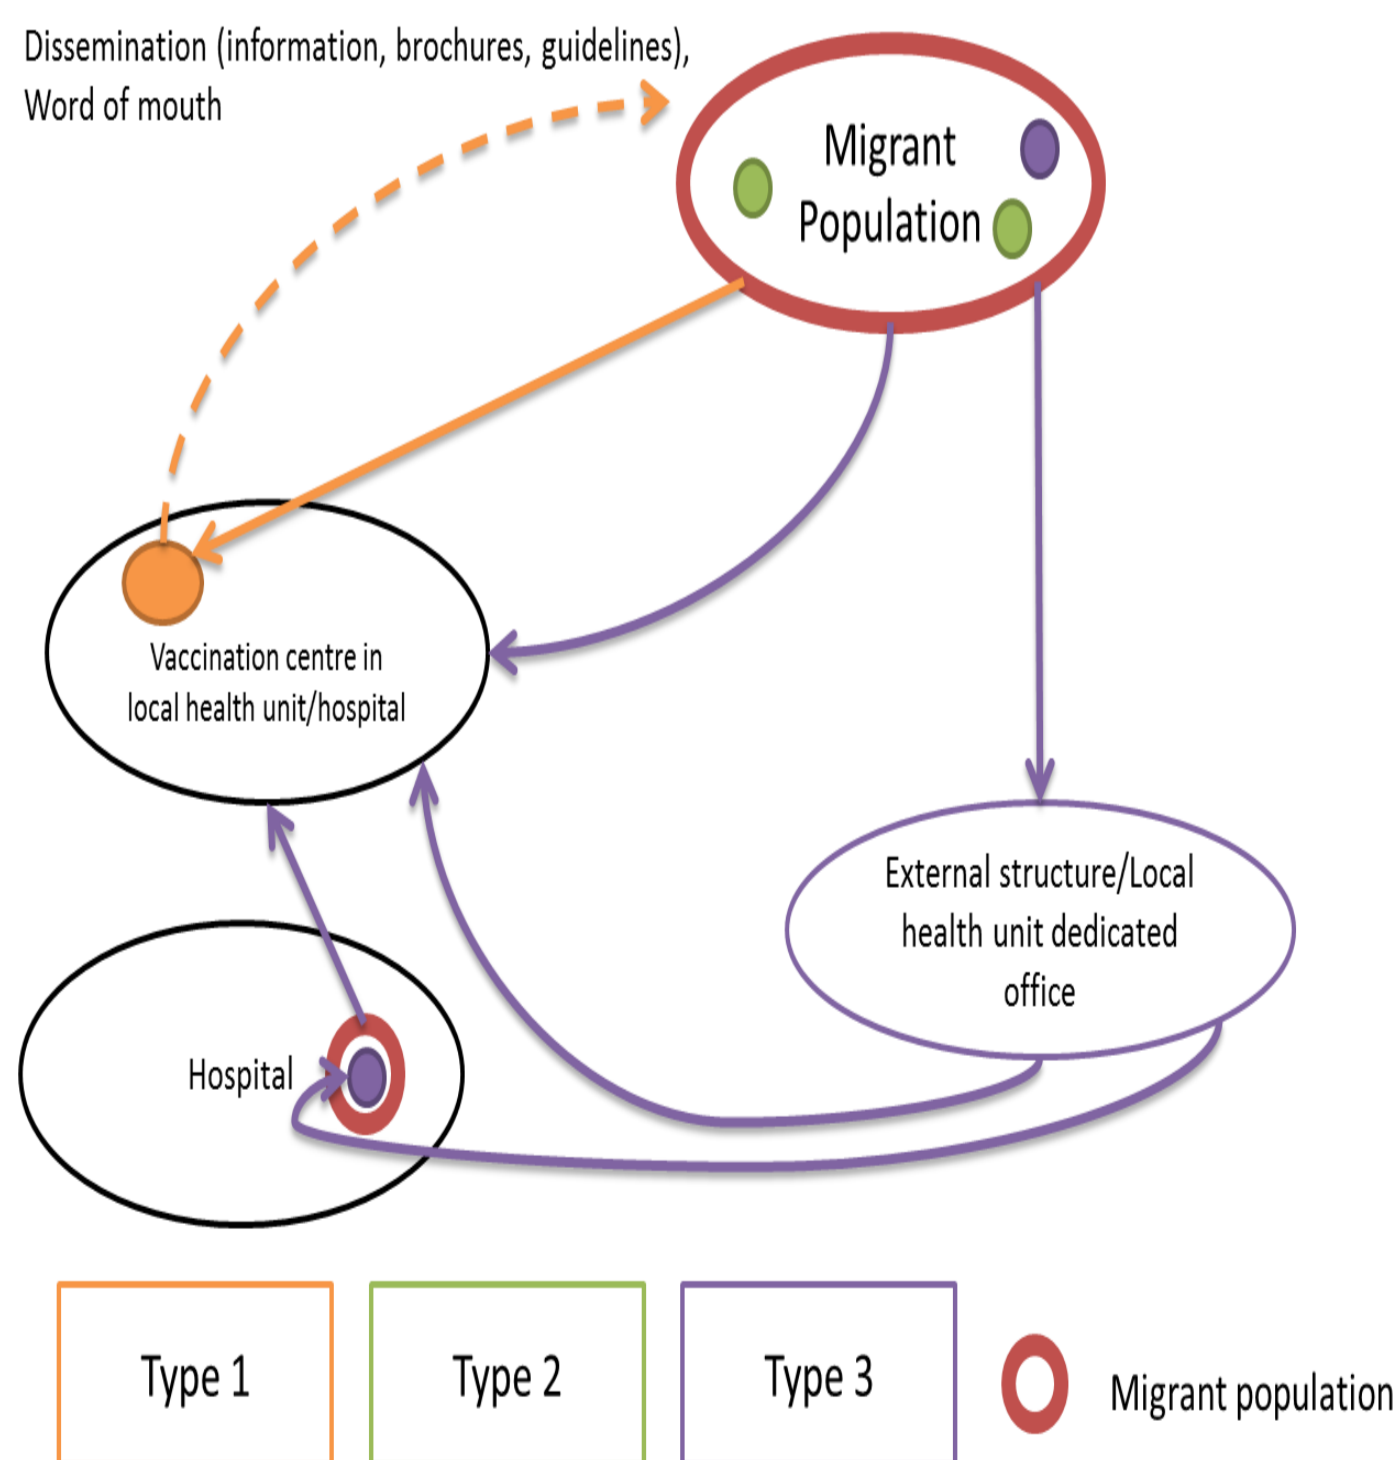 Dissemination (information, brochures, guidelines),
Word of mouth
Migrant
Population
Vaccination centre in
local health unit/hospital
External structure/Local
health unit dedicated
office
Hospital
Type 1
Type 2
Type 3
Migrant population